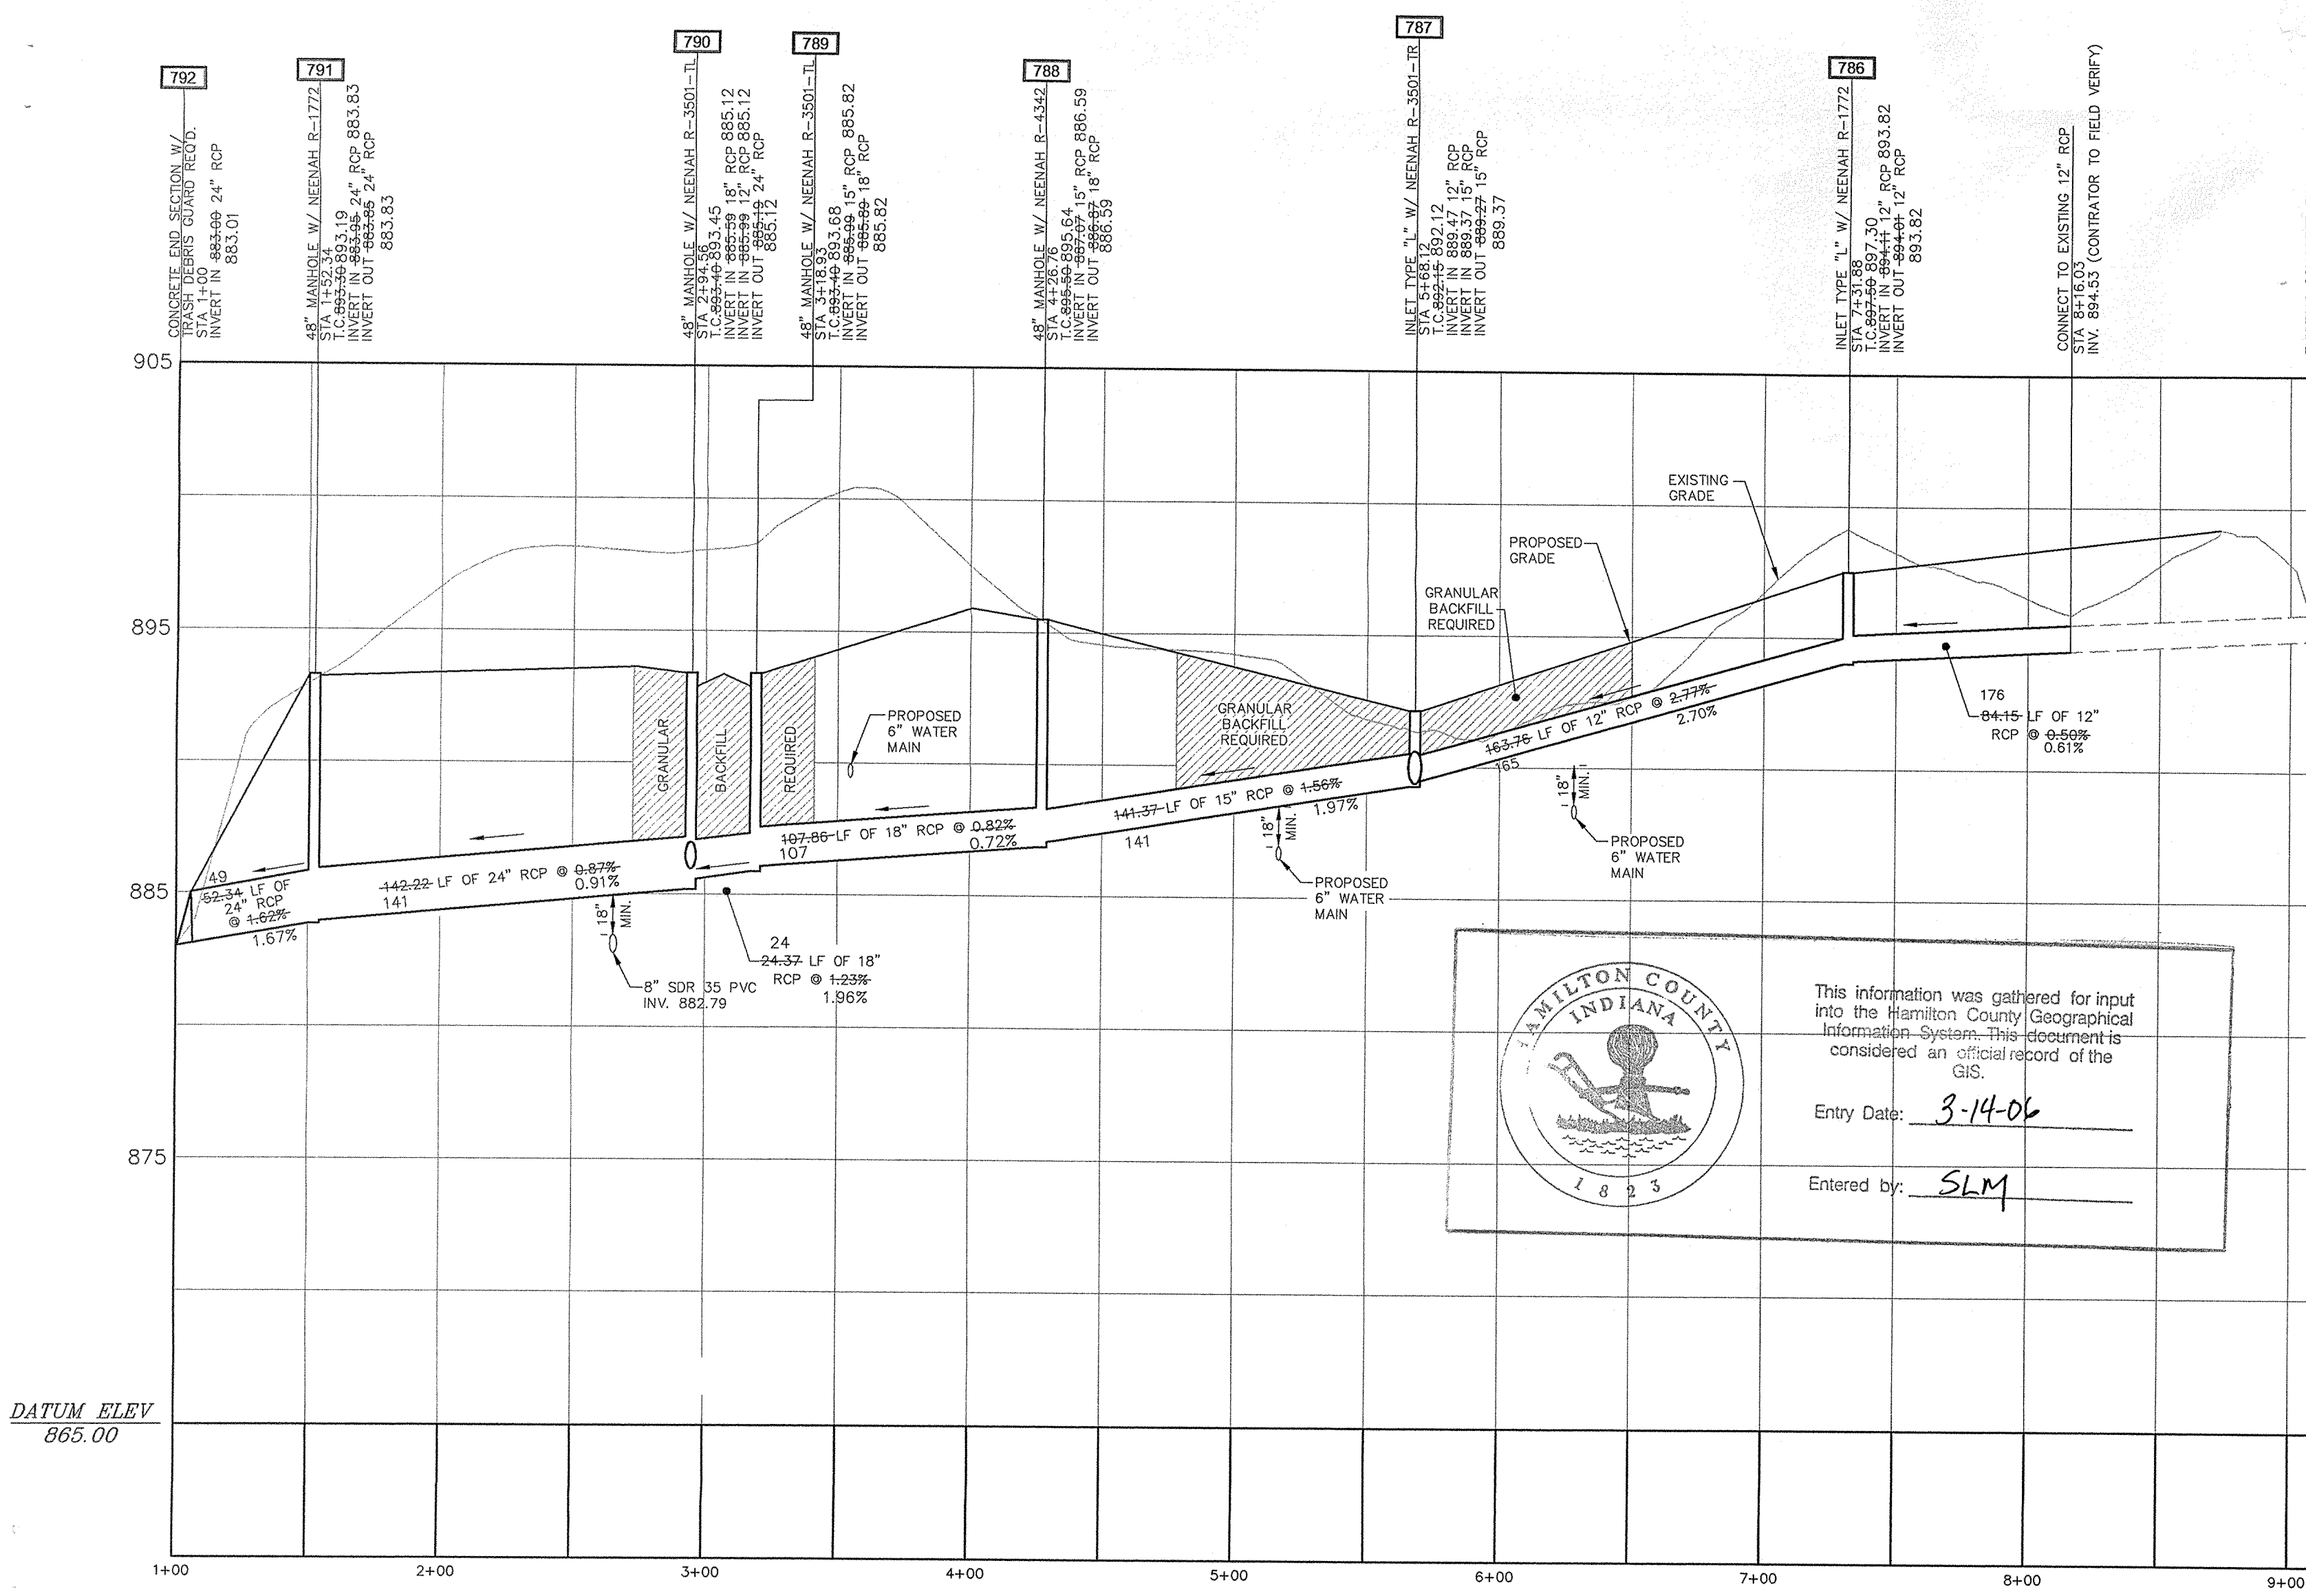 792
CONCRETE END SECTION W/
TRASH DEBRIS GUARD REQ'D.
STA 1+00
INVERT IN 883.00 24" RCP
883.01
791
48" MANHOLE W/ NEENAH R-1772
STA 1+52.34
T.C.893.30 893.19
INVERT IN 883.95 24" RCP 883.83
INVERT OUT 883.85 24" RCP
883.83
790
48" MANHOLE W/ NEENAH R-3501-TL
STA 2+94.56
T.C.893.40 893.45
INVERT IN 885.59 18" RCP 885.12
INVERT IN 885.99 12" RCP 885.12
INVERT OUT 885.19 24" RCP
885.12
789
48" MANHOLE W/ NEENAH R-3501-TL
STA 3+18.93
T.C.893.40 893.68
INVERT IN 885.99 15" RCP 885.82
INVERT OUT 885.89 18" RCP
885.82
788
48" MANHOLE W/ NEENAH R-4342
STA 4+26.76
T.C.895.50 895.64
INVERT IN 887.07 15" RCP 886.59
INVERT OUT 886.87 18" RCP
886.59
787
INLET TYPE "L" W/ NEENAH R-3501-TR
STA 5+68.12
T.C.892.15 892.12
INVERT IN 889.47 12" RCP
INVERT IN 889.37 15" RCP
INVERT OUT 889.27 15" RCP
889.37
786
INLET TYPE "L" W/ NEENAH R-1772
STA 7+31.88
T.C.897.50 897.30
INVERT IN 894.11 12" RCP 893.82
INVERT OUT 894.01 12" RCP
893.82
CONNECT TO EXISTING 12" RCP
STA 8+16.03
INV. 894.53 (CONTRATOR TO FIELD VERIFY)
905
895
885
875
DATUM ELEV
865.00
EXISTING
GRADE
PROPOSED
GRADE
GRANULAR
BACKFILL
REQUIRED
GRANULAR
BACKFILL
REQUIRED
PROPOSED
6" WATER
MAIN
GRANULAR
BACKFILL
REQUIRED
49
52.34 LF OF
24" RCP
@ 1.62%
1.67%
142.22 LF OF 24" RCP @ 0.87%
141 0.91%
107.86 LF OF 18" RCP @ 0.82%
107 0.72%
141.37 LF OF 15" RCP @ 1.56%
141 1.97%
163.76 LF OF 12" RCP @ 2.77%
165 2.70%
176
84.15 LF OF 12"
RCP @ 0.50%
0.61%
18"
MIN.
8" SDR 35 PVC
INV. 882.79
24
24.37 LF OF 18"
RCP @ 1.23%
1.96%
18"
MIN.
PROPOSED
6" WATER
MAIN
18"
MIN.
PROPOSED
6" WATER
MAIN
HAMILTON COUNTY
INDIANA
1823
This information was gathered for input
into the Hamilton County Geographical
Information System. This document is
considered an official record of the
GIS.
Entry Date: 3-14-06
Entered by: SLM
1+00 2+00 3+00 4+00 5+00 6+00 7+00 8+00 9+00